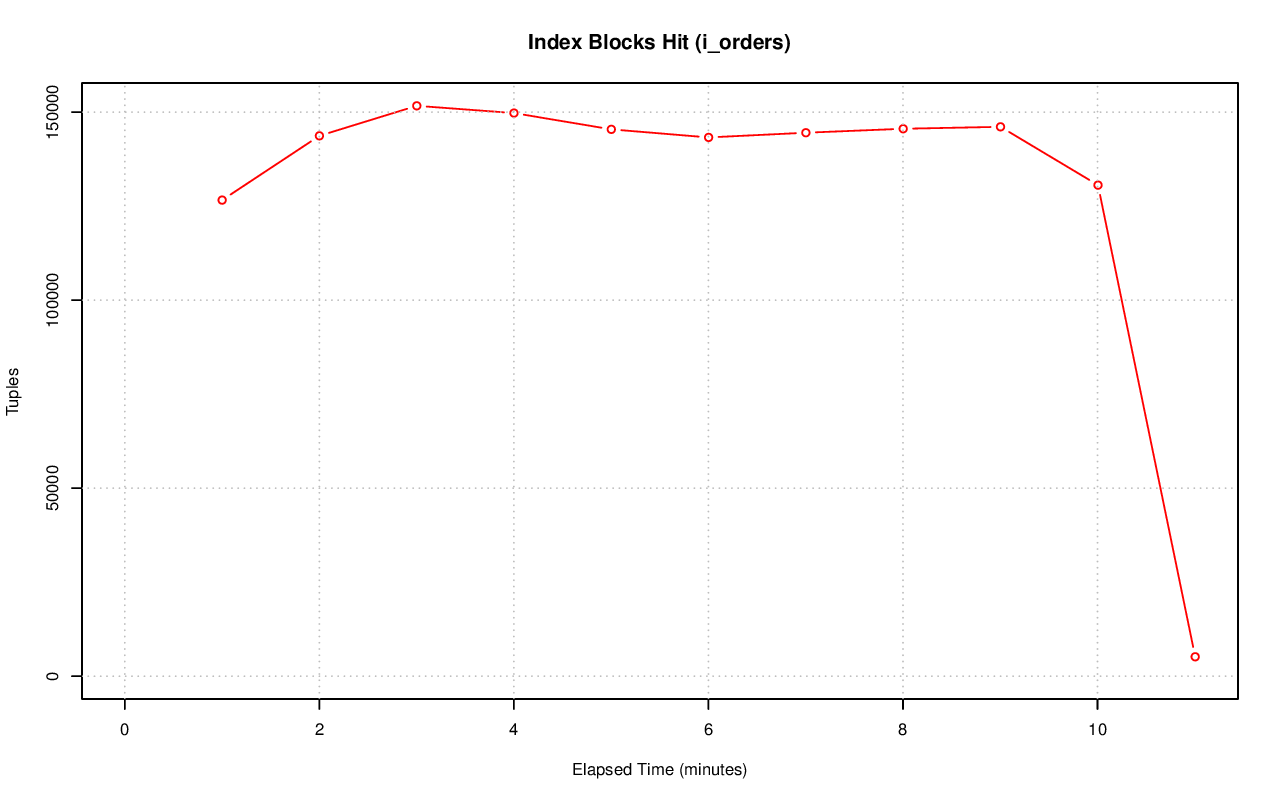 Index Blocks Hit (i_orders)
Tuples
150000
100000
50000
0
0 2 4 6 8 10
Elapsed Time (minutes)